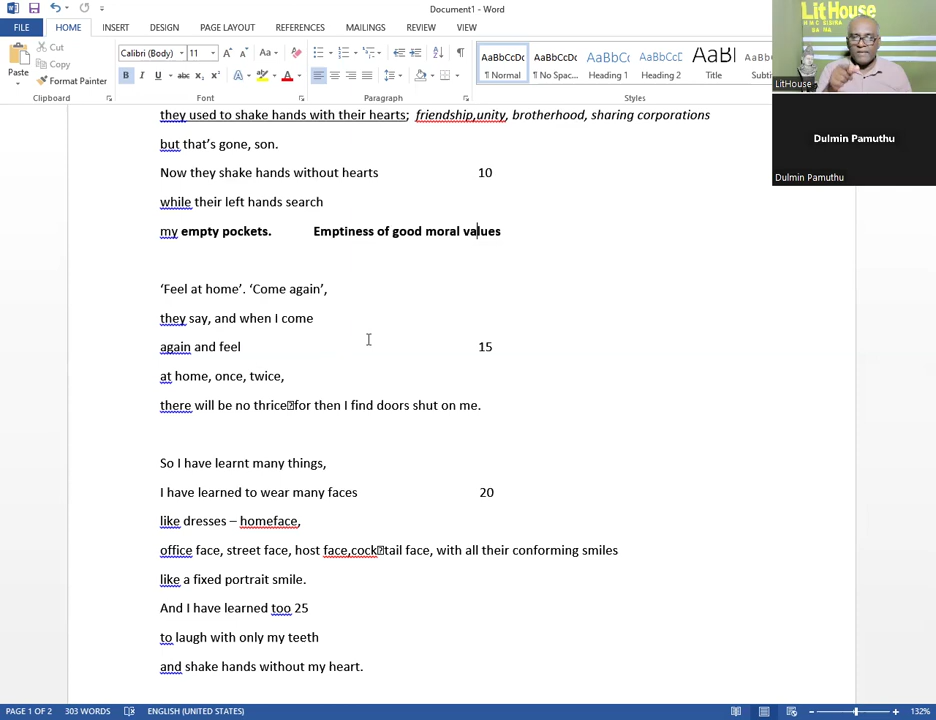 Document1 - Word
FILE HOME INSERT DESIGN PAGE LAYOUT REFERENCES MAILINGS REVIEW VIEW
Paste
Cut
Copy
Format Painter
Clipboard
Calibri (Body) 11
Font
Paragraph
AaBbCcDc AaBbCcDc AaBbCc AaBbCcD AaBl AaBbC
¶ Normal ¶ No Spac... Heading 1 Heading 2 Title Subti
Styles
LitHouse
LitHouse
Dulmin Pamuthu
Dulmin Pamuthu
they used to shake hands with their hearts; friendship,unity, brotherhood, sharing corporations
but that's gone, son.
Now they shake hands without hearts 10
while their left hands search
my empty pockets. Emptiness of good moral values
‘Feel at home’. ‘Come again’,
they say, and when I come
again and feel 15
at home, once, twice,
there will be no thrice⍰for then I find doors shut on me.
So I have learnt many things,
I have learned to wear many faces 20
like dresses – homeface,
office face, street face, host face,cock⍰tail face, with all their conforming smiles
like a fixed portrait smile.
And I have learned too 25
to laugh with only my teeth
and shake hands without my heart.
PAGE 1 OF 2 303 WORDS ENGLISH (UNITED STATES) 132%